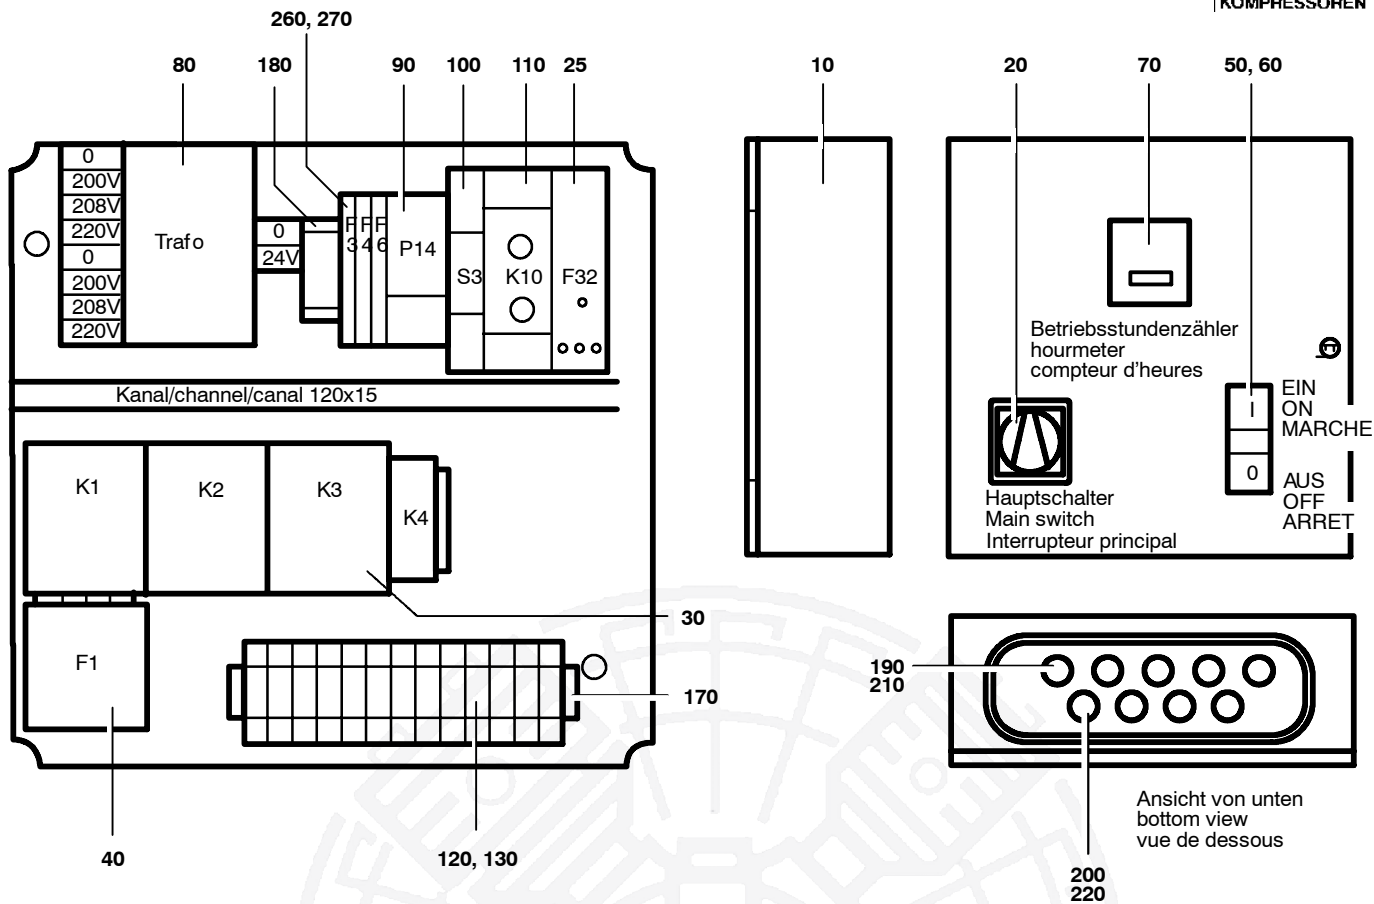 KOMPRESSOREN
260, 270
80
180
90
100
110
25
10
20
70
50, 60
0
200V
208V
220V
0
200V
208V
220V
Trafo
0
24V
F3
F4
F6
P14
S3
K10
F32
Kanal/channel/canal 120x15
K1
K2
K3
K4
F1
30
170
40
120, 130
Betriebsstundenzähler
hourmeter
compteur d'heures
I
EIN
ON
MARCHE
0
AUS
OFF
ARRET
Hauptschalter
Main switch
Interrupteur principal
190
210
Ansicht von unten
bottom view
vue de dessous
200
220